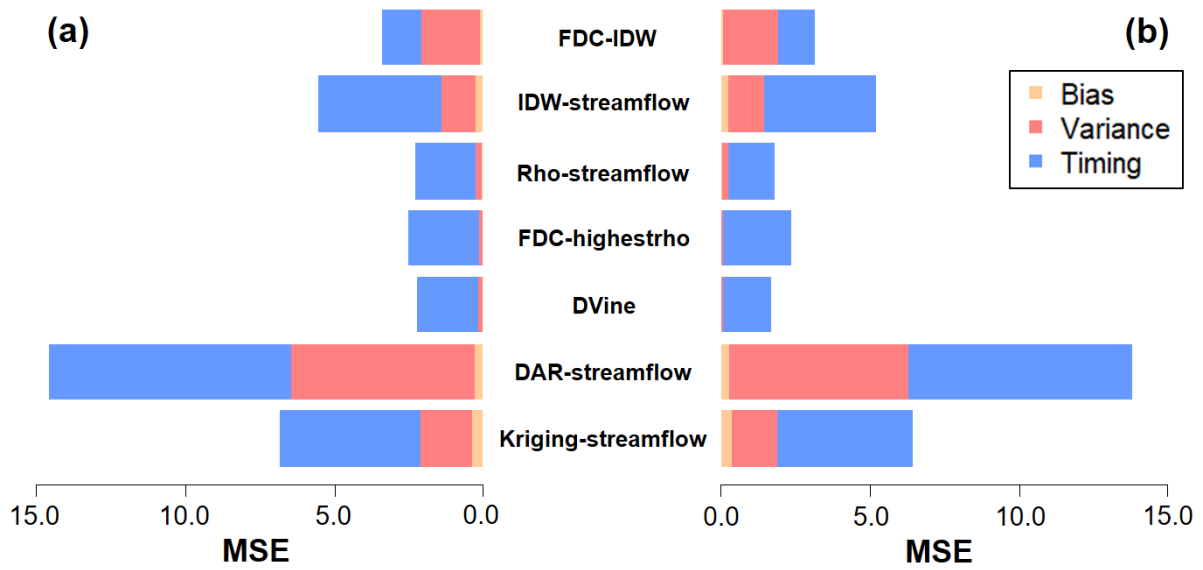 (a)
(b)
FDC-IDW
IDW-streamflow
Rho-streamflow
FDC-highestrho
DVine
DAR-streamflow
Kriging-streamflow
Bias
Variance
Timing
15.0 10.0 5.0 0.0
MSE
0.0 5.0 10.0 15.0
MSE